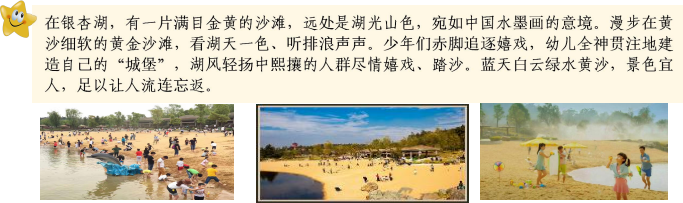 在银杏湖，有一片满目金黄的沙滩，远处是湖光山色，宛如中国水墨画的意境。漫步在黄
沙细软的黄金沙滩，看湖天一色、听排浪声声。少年们赤脚追逐嬉戏，幼儿全神贯注地建
造自己的“城堡”，湖风轻扬中熙攘的人群尽情嬉戏、踏沙。蓝天白云绿水黄沙，景色宜
人，足以让人流连忘返。